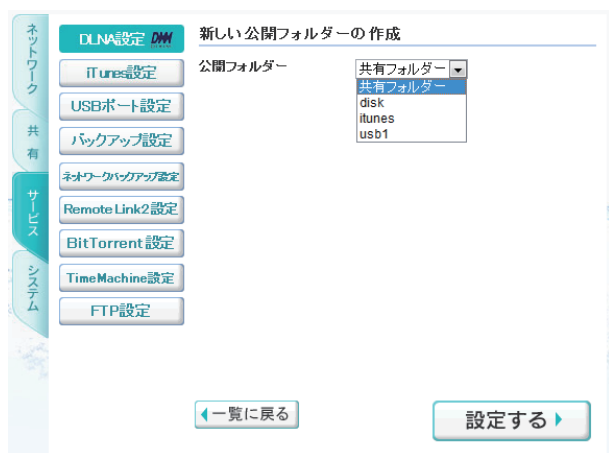 ネットワーク
共有
サービス
システム
DLNA設定 DMM
iTunes設定
USBポート設定
バックアップ設定
ネットワークバックアップ設定
Remote Link2設定
BitTorrent設定
TimeMachine設定
FTP設定
新しい公開フォルダーの作成
公開フォルダー
共有フォルダー
共有フォルダー
disk
itunes
usb1
一覧に戻る
設定する